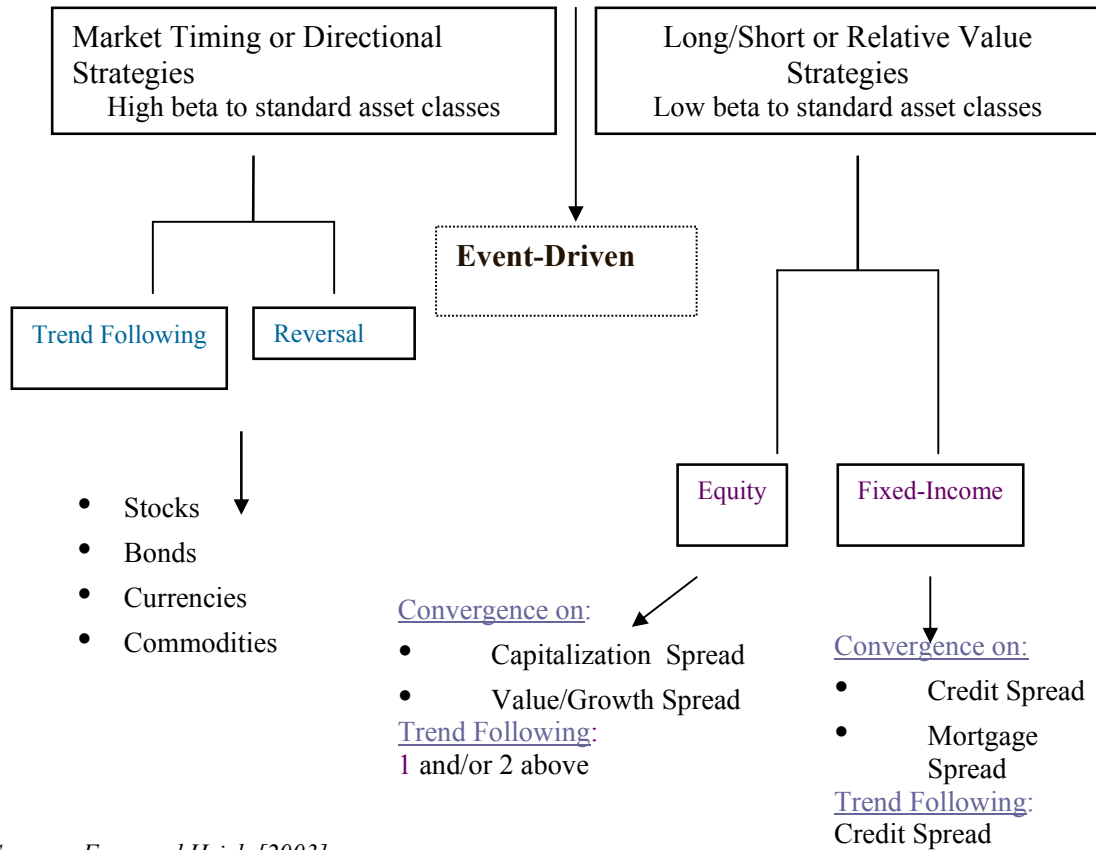 Market Timing or Directional
Strategies
High beta to standard asset classes
Long/Short or Relative Value
Strategies
Low beta to standard asset classes
Event-Driven
Trend Following
Reversal
• Stocks
• Bonds
• Currencies
• Commodities
Equity
Fixed-Income
Convergence on:
• Capitalization Spread
• Value/Growth Spread
Trend Following:
1 and/or 2 above
Convergence on:
• Credit Spread
• Mortgage
Spread
Trend Following:
Credit Spread
[2003]